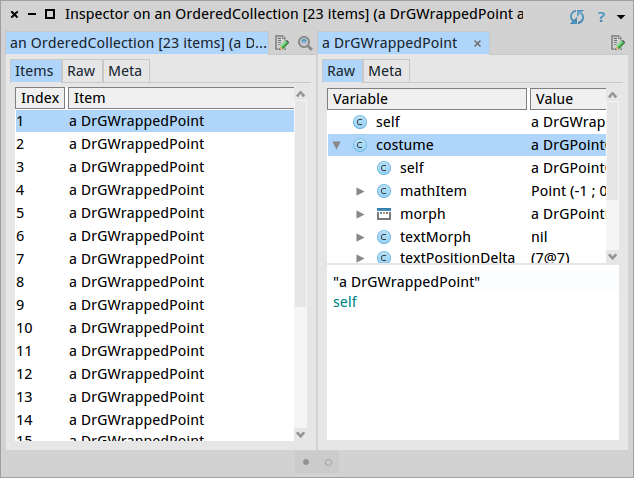 Inspector on an OrderedCollection [23 items] (a DrGWrappedPoint a
?
an OrderedCollection [23 items] (a D...
Items Raw Meta
Index Item
1 a DrGWrappedPoint
2 a DrGWrappedPoint
3 a DrGWrappedPoint
4 a DrGWrappedPoint
5 a DrGWrappedPoint
6 a DrGWrappedPoint
7 a DrGWrappedPoint
8 a DrGWrappedPoint
9 a DrGWrappedPoint
10 a DrGWrappedPoint
11 a DrGWrappedPoint
12 a DrGWrappedPoint
13 a DrGWrappedPoint
14 a DrGWrappedPoint
15 a DrGWrappedPoint
a DrGWrappedPoint ×
Raw Meta
Variable Value
C self a DrGWrap
C costume a DrGPoint
C self a DrGPoint
C mathItem Point (-1 ; 0
morph a DrGPoint
C textMorph nil
C textPositionDelta (7@7)
"a DrGWrappedPoint"
self